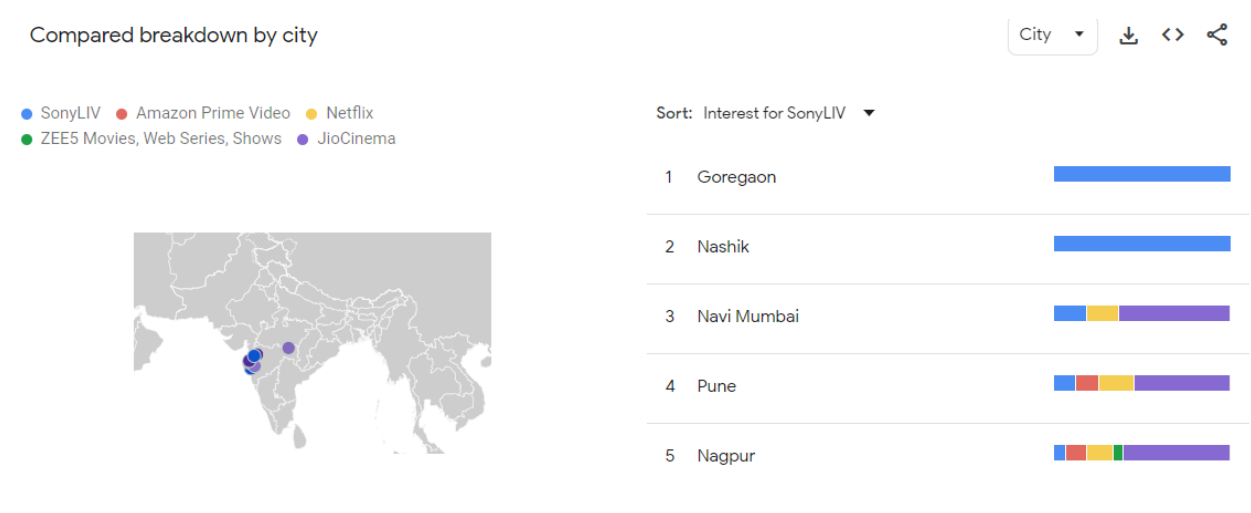 Compared breakdown by city
City
SonyLIV Amazon Prime Video Netflix
ZEE5 Movies, Web Series, Shows JioCinema
Sort: Interest for SonyLIV
1 Goregaon
2 Nashik
3 Navi Mumbai
4 Pune
5 Nagpur